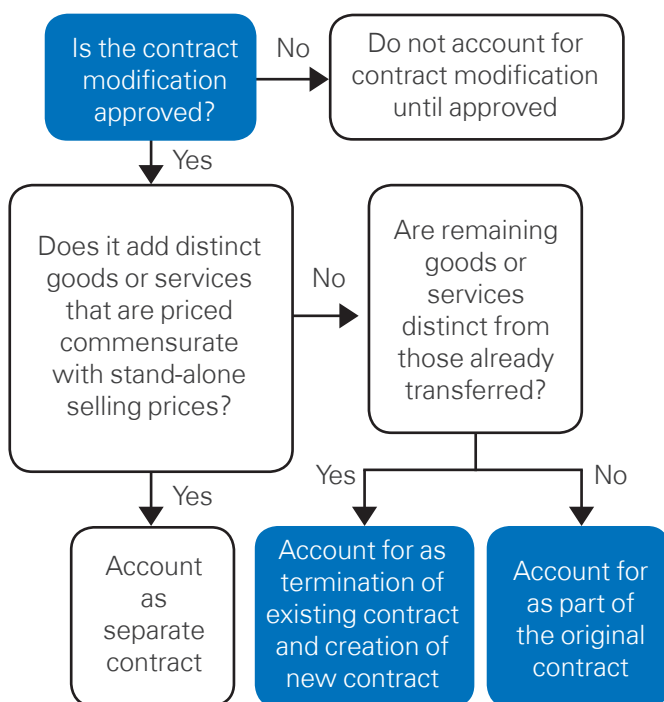 Is the contract
modification
approved?
No
Do not account for
contract modification
until approved
Yes
Does it add distinct
goods or services
that are priced
commensurate
with stand-alone
selling prices?
No
Are remaining
goods or
services
distinct from
those already
transferred?
Yes
Account
as
separate
contract
Yes
No
Account for as
termination of
existing contract
and creation of
new contract
Account for
as part of
the original
contract